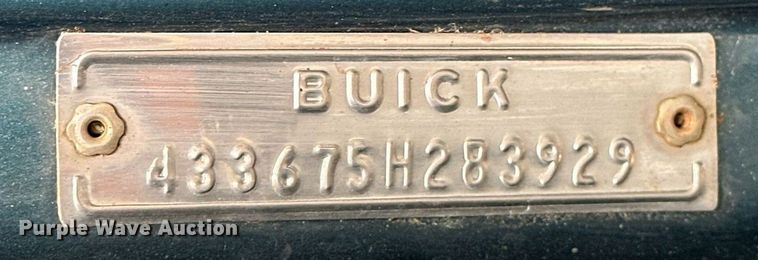 BUICK
433675H283929
Purple Wave Auction